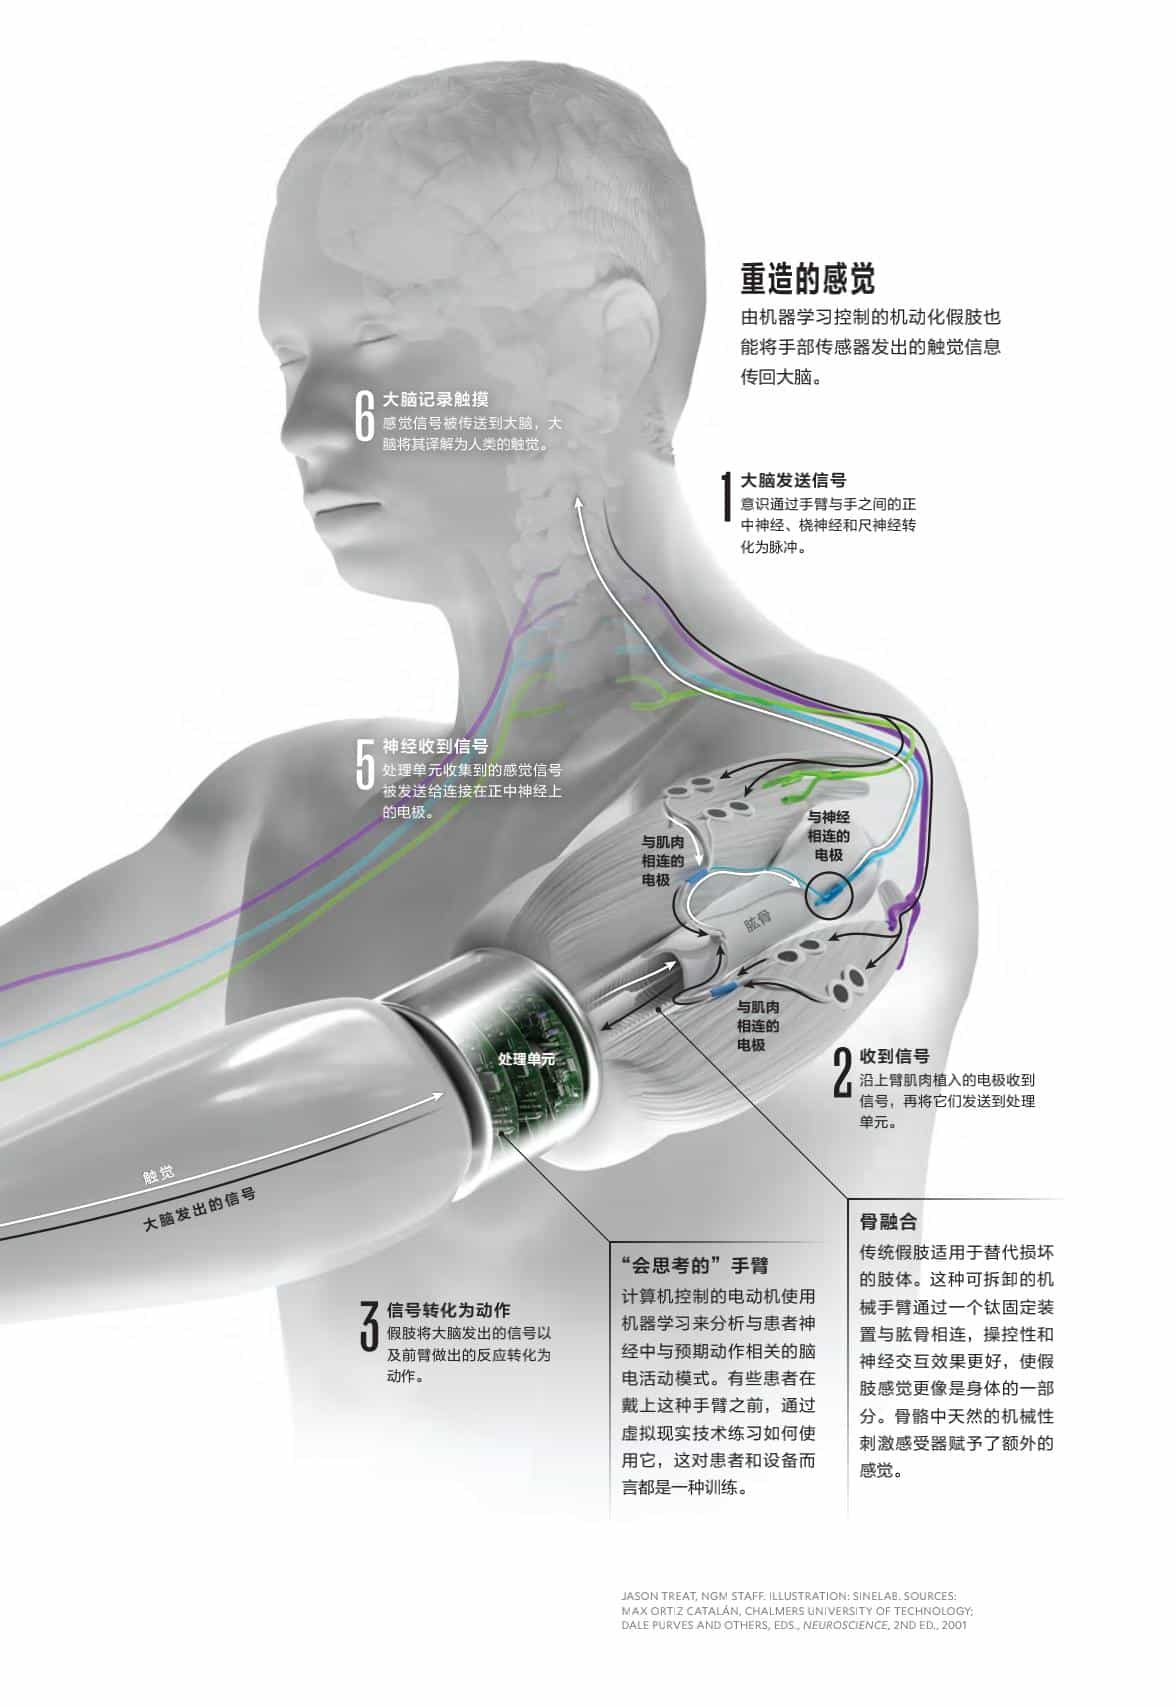 重造的感觉
由机器学习控制的机动化假肢也
能将手部传感器发出的触觉信息
传回大脑。
1 大脑发送信号
意识通过手臂与手之间的正
中神经、桡神经和尺神经转
化为脉冲。
6 大脑记录触摸
感觉信号被传送到大脑，大
脑将其译解为人类的触觉。
5 神经收到信号
处理单元收集到的感觉信号
被发送给连接在正中神经上
的电极。
与肌肉
相连的
电极
与神经
相连的
电极
肱骨
与肌肉
相连的
电极
处理单元
2 收到信号
沿上臂肌肉植入的电极收到
信号，再将它们发送到处理
单元。
触觉
大脑发出的信号
3 信号转化为动作
假肢将大脑发出的信号以
及前臂做出的反应转化为
动作。
“会思考的”手臂
计算机控制的电动机使用
机器学习来分析与患者神
经中与预期动作相关的脑
电活动模式。有些患者在
戴上这种手臂之前，通过
虚拟现实技术练习如何使
用它，这对患者和设备而
言都是一种训练。
骨融合
传统假肢适用于替代损坏
的肢体。这种可拆卸的机
械手臂通过一个钛固定装
置与肱骨相连，操控性和
神经交互效果更好，使假
肢感觉更像是身体的一部
分。骨骼中天然的机械性
刺激感受器赋予了额外的
感觉。
JASON TREAT, NGM STAFF. ILLUSTRATION: SINELAB. SOURCES:
MAX ORTIZ CATALÁN, CHALMERS UNIVERSITY OF TECHNOLOGY;
DALE PURVES AND OTHERS, EDS., NEUROSCIENCE, 2ND ED., 2001